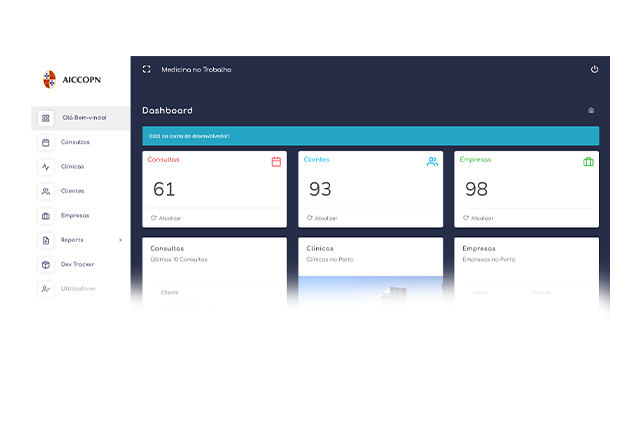 AICCOPN
Medicina no Trabalho
Olá Bem-vindo!
Consultas
Clínicas
Clientes
Empresas
Reports
Dev Tracker
Utilizadores
Dashboard
Está na conta de desenvolvedor!
Consultas
61
Atualizar
Clientes
93
Atualizar
Empresas
98
Atualizar
Consultas
Últimas 10 Consultas
Cliente
Clínicas
Clínicas no Porto
Empresas
Empresas no Porto
Nome